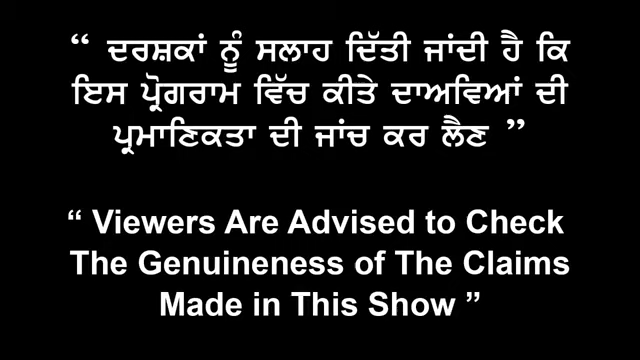 “ ਦਰਸ਼ਕਾਂ ਨੂੰ ਸਲਾਹ ਦਿੱਤੀ ਜਾਂਦੀ ਹੈ ਕਿ
ਇਸ ਪ੍ਰੋਗਰਾਮ ਵਿੱਚ ਕੀਤੇ ਦਾਅਵਿਆਂ ਦੀ
ਪ੍ਰਮਾਣਿਕਤਾ ਦੀ ਜਾਂਚ ਕਰ ਲੈਣ ”
“ Viewers Are Advised to Check
The Genuineness of The Claims
Made in This Show ”